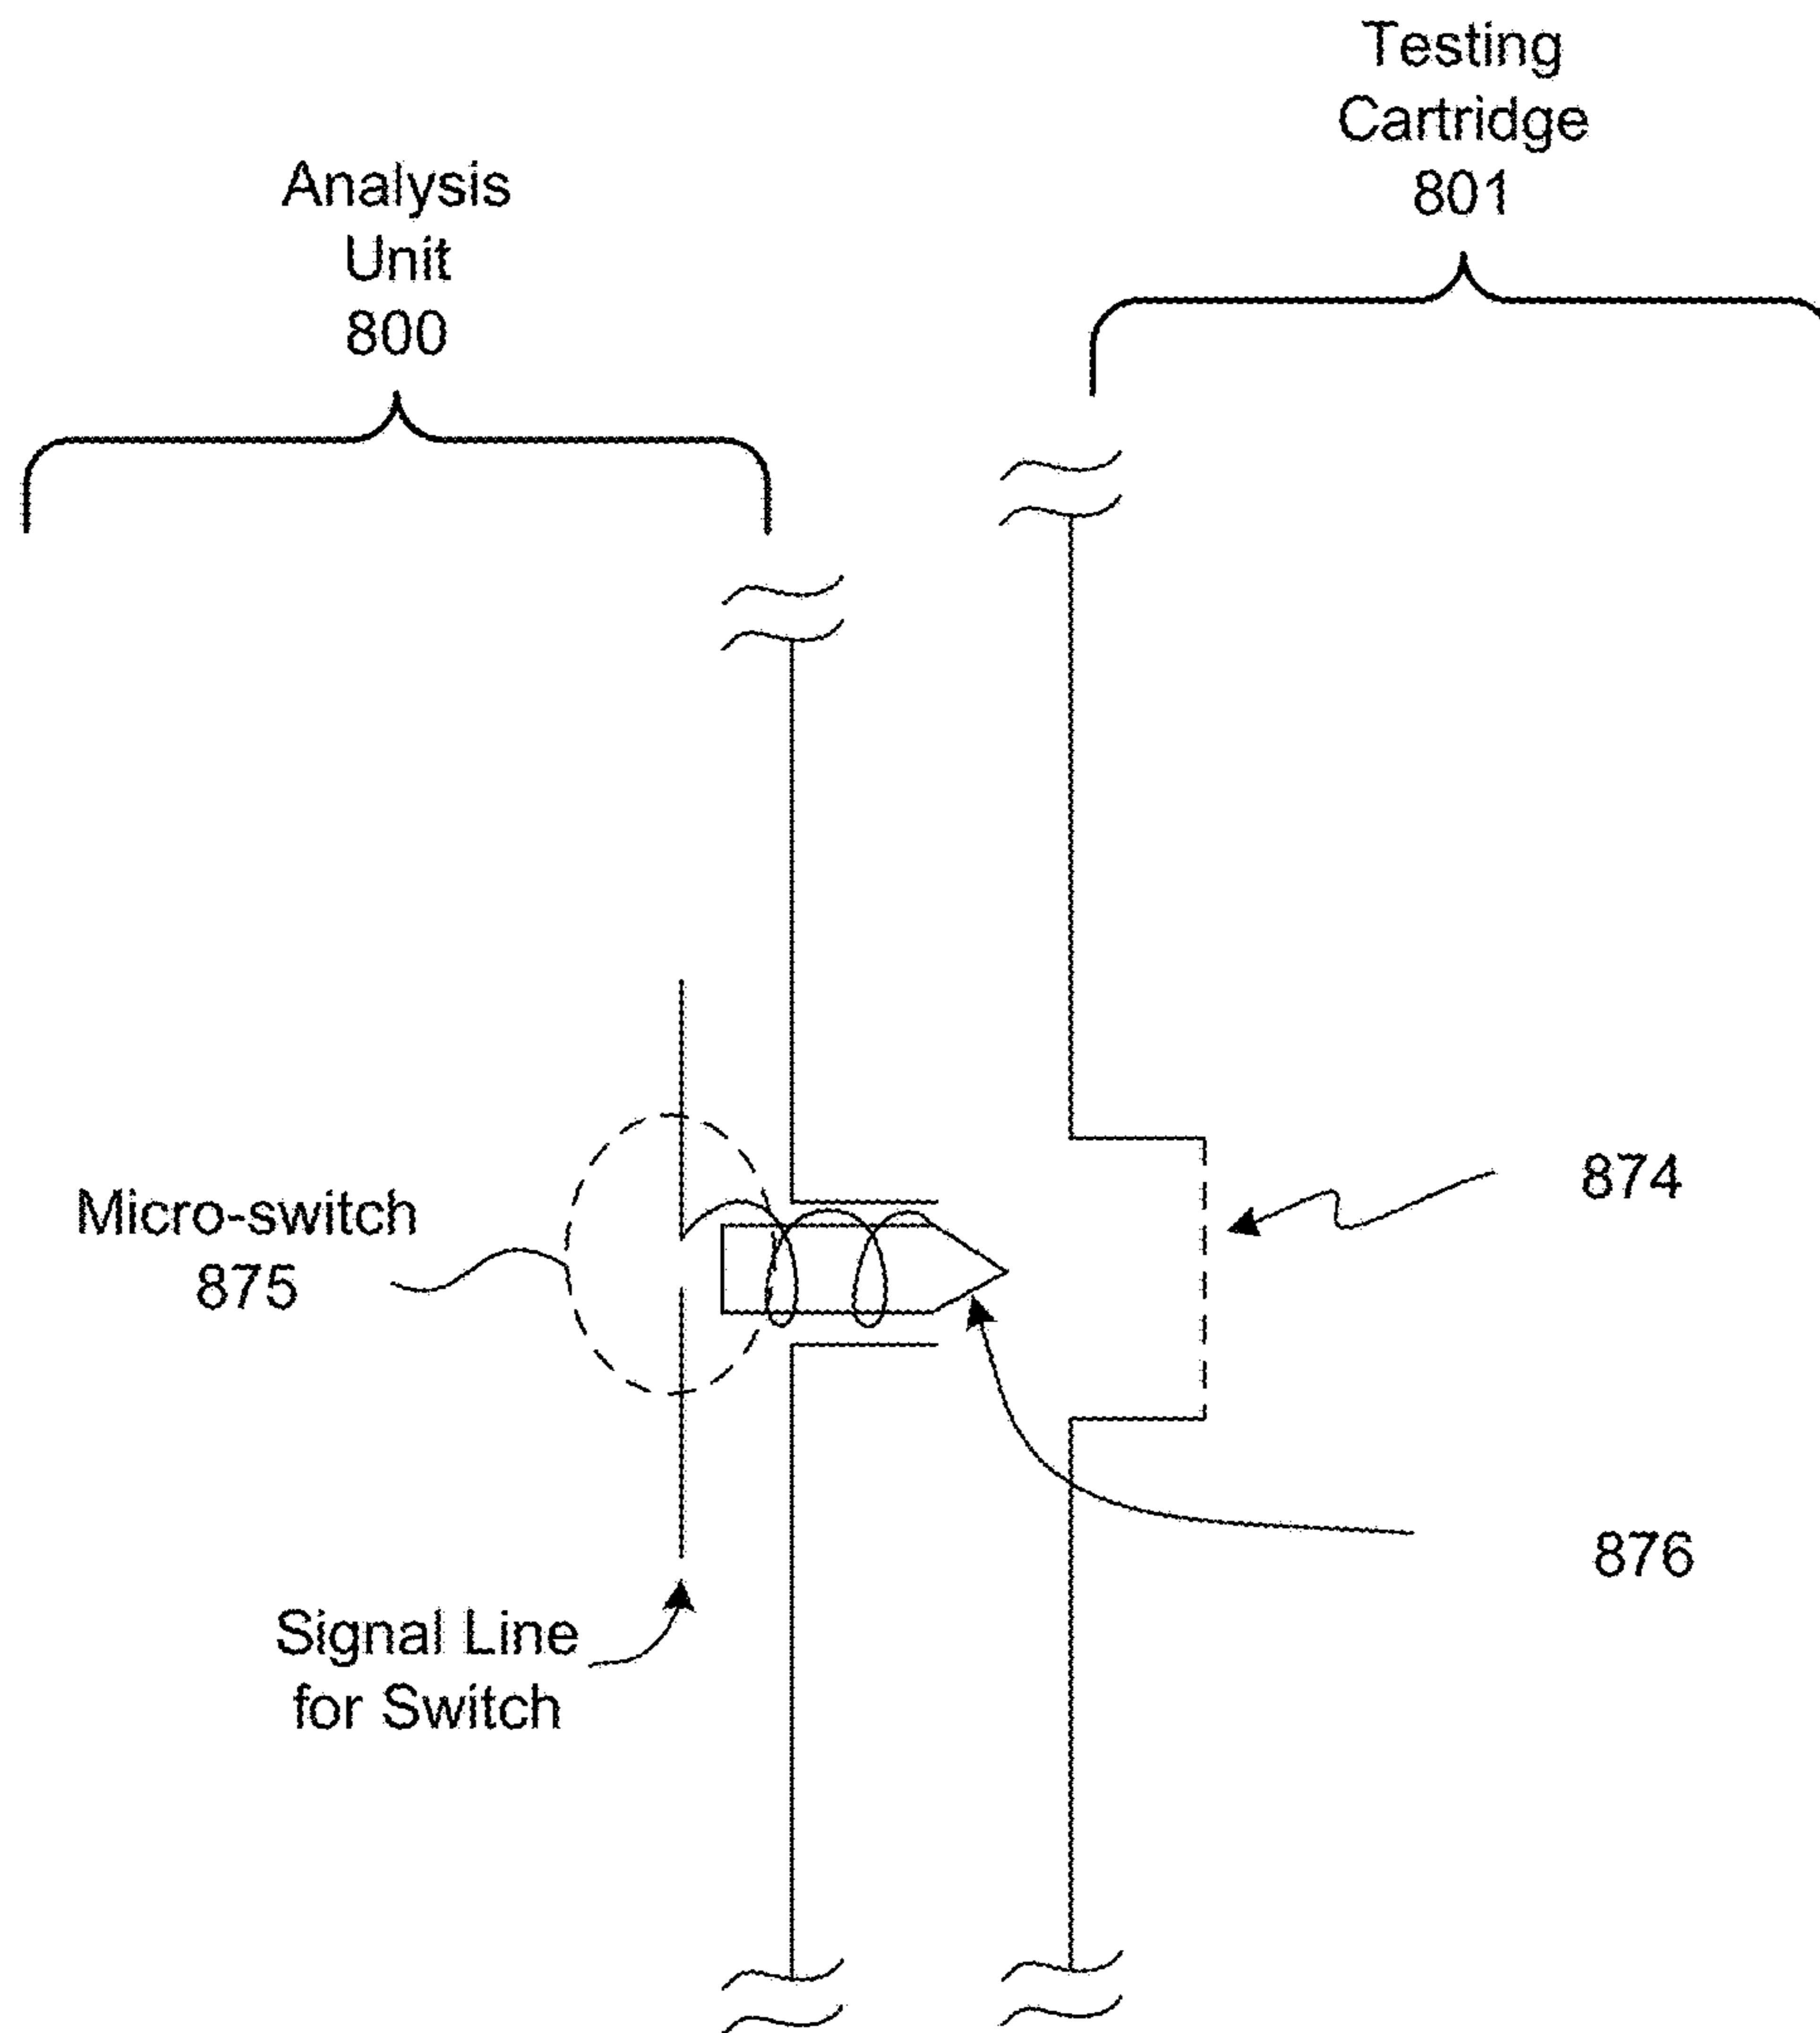 Testing
Cartridge
801
Analysis
Unit
800
Micro-switch
875
874
876
Signal Line
for Switch